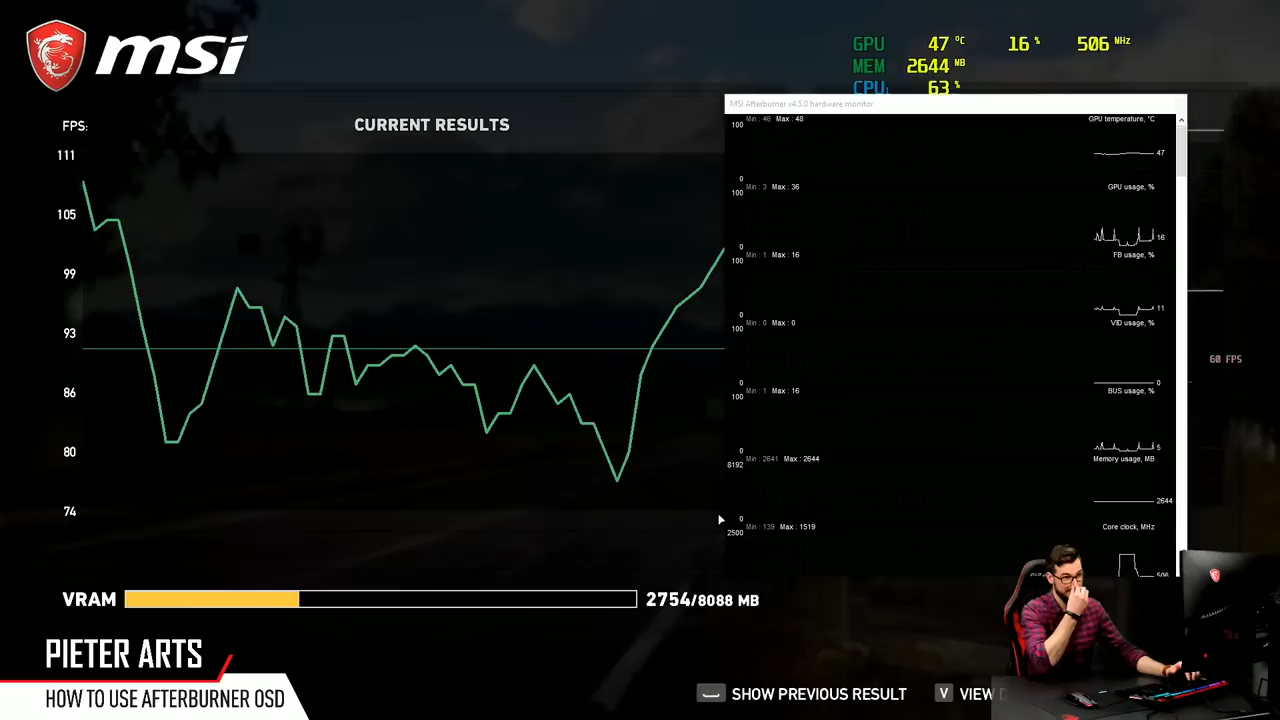 msi
GPU 47 °C 16 % 506 MHz
MEM 2644 MB
CPU 63 %
MSI Afterburner v4.5.0 hardware monitor
FPS:
CURRENT RESULTS
111
105
99
93
86
80
74
100 Min : 46 Max : 48 GPU temperature, °C
47
0
100 Min : 3 Max : 36 GPU usage, %
16
0
100 Min : 1 Max : 16 FB usage, %
11
0
100 Min : 0 Max : 0 VID usage, %
0
0
100 Min : 1 Max : 16 BUS usage, %
5
0
8192 Min : 2641 Max : 2644 Memory usage, MB
2644
0
2500 Min : 139 Max : 1519 Core clock, MHz
506
60 FPS
VRAM 2754/8088 MB
PIETER ARTS
HOW TO USE AFTERBURNER OSD
SHOW PREVIOUS RESULT V VIEW